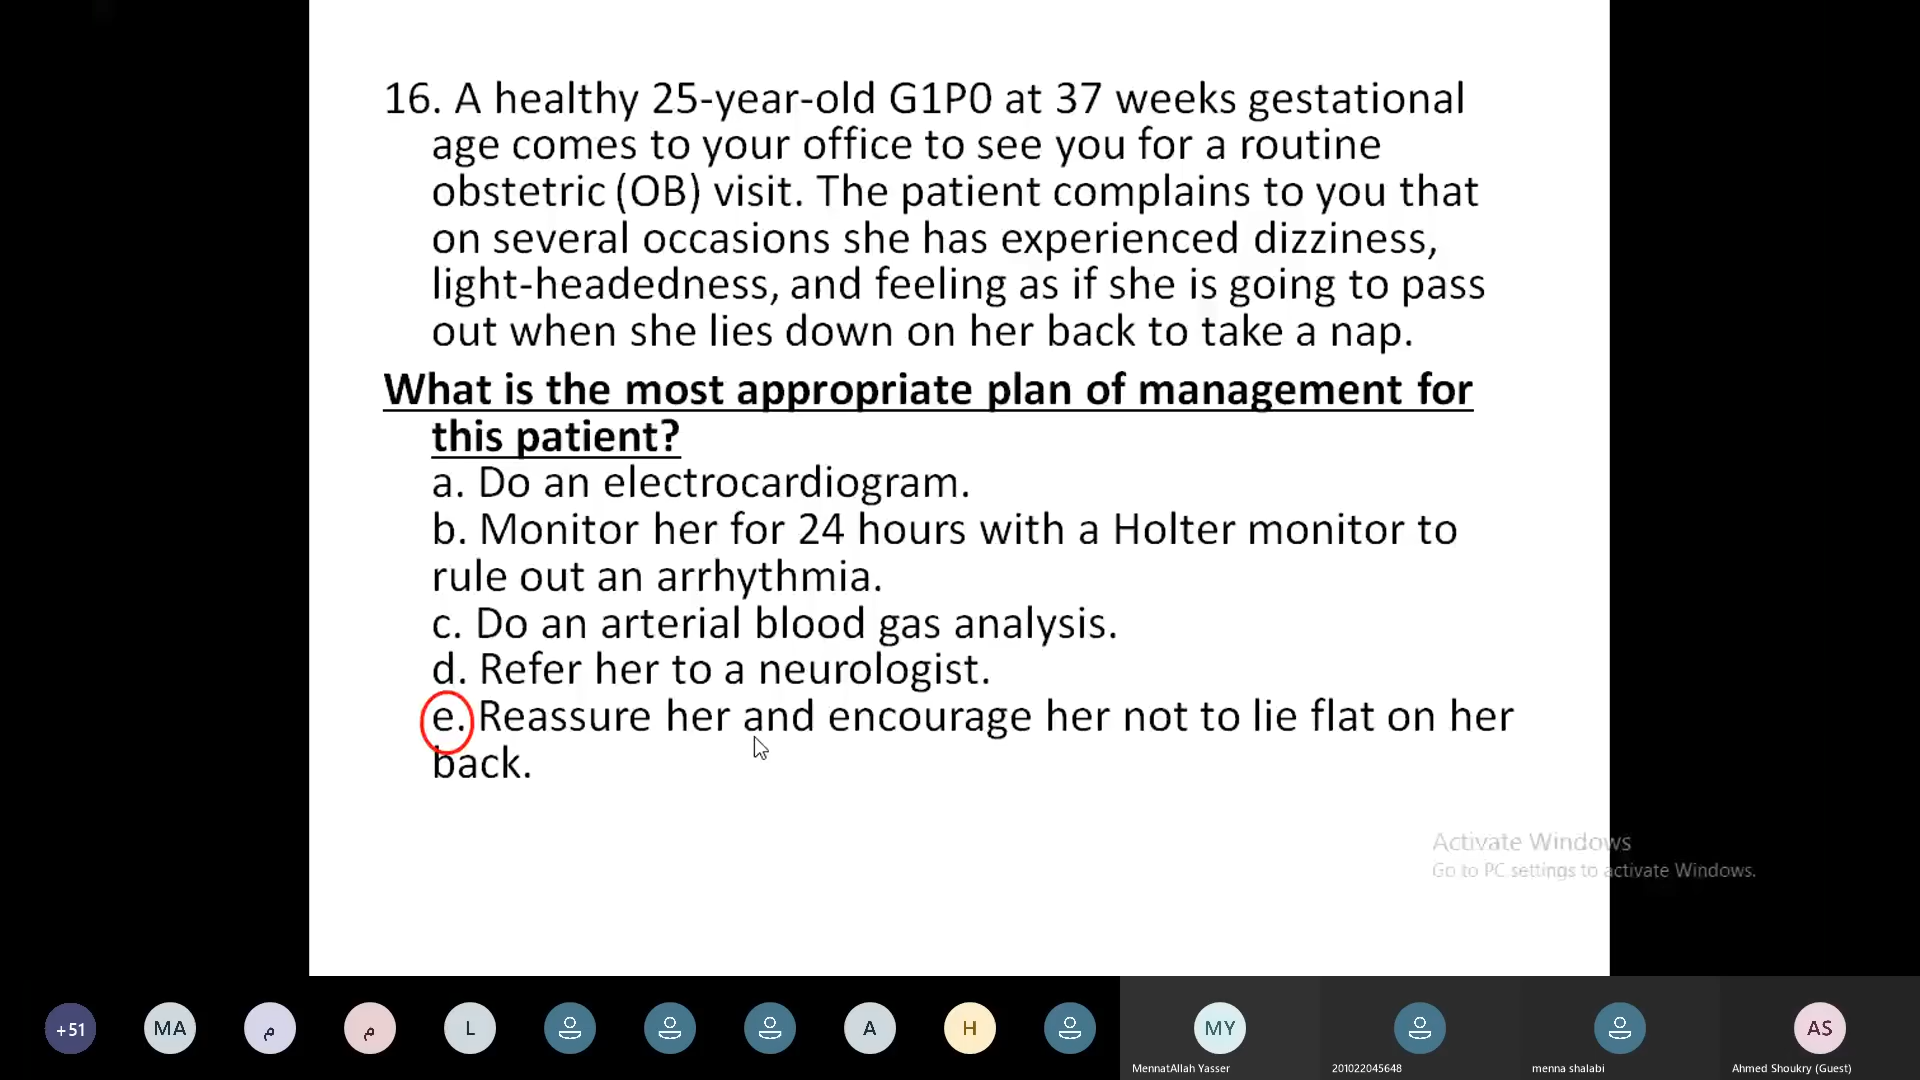 16. A healthy 25-year-old G1P0 at 37 weeks gestational
age comes to your office to see you for a routine
obstetric (OB) visit. The patient complains to you that
on several occasions she has experienced dizziness,
light-headedness, and feeling as if she is going to pass
out when she lies down on her back to take a nap.
What is the most appropriate plan of management for
this patient?
a. Do an electrocardiogram.
b. Monitor her for 24 hours with a Holter monitor to
rule out an arrhythmia.
c. Do an arterial blood gas analysis.
d. Refer her to a neurologist.
e. Reassure her and encourage her not to lie flat on her
back.
Activate Windows
Go to PC settings to activate Windows.
+51
MA
م
م
L
A
H
MY
AS
MennatAllah Yasser
201022045648
menna shalabi
Ahmed Shoukry (Guest)